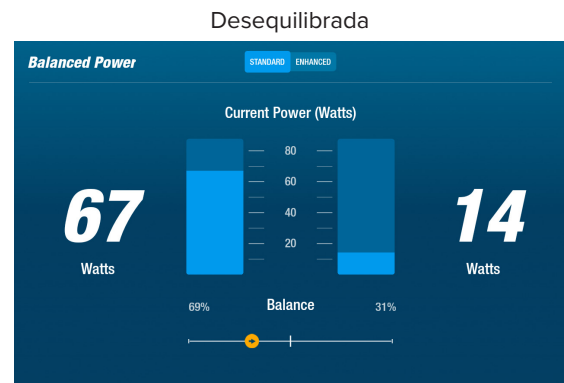 Desequilibrada
Balanced Power
STANDARD ENHANCED
Current Power (Watts)
80
60
40
20
67
Watts
14
Watts
69% Balance 31%